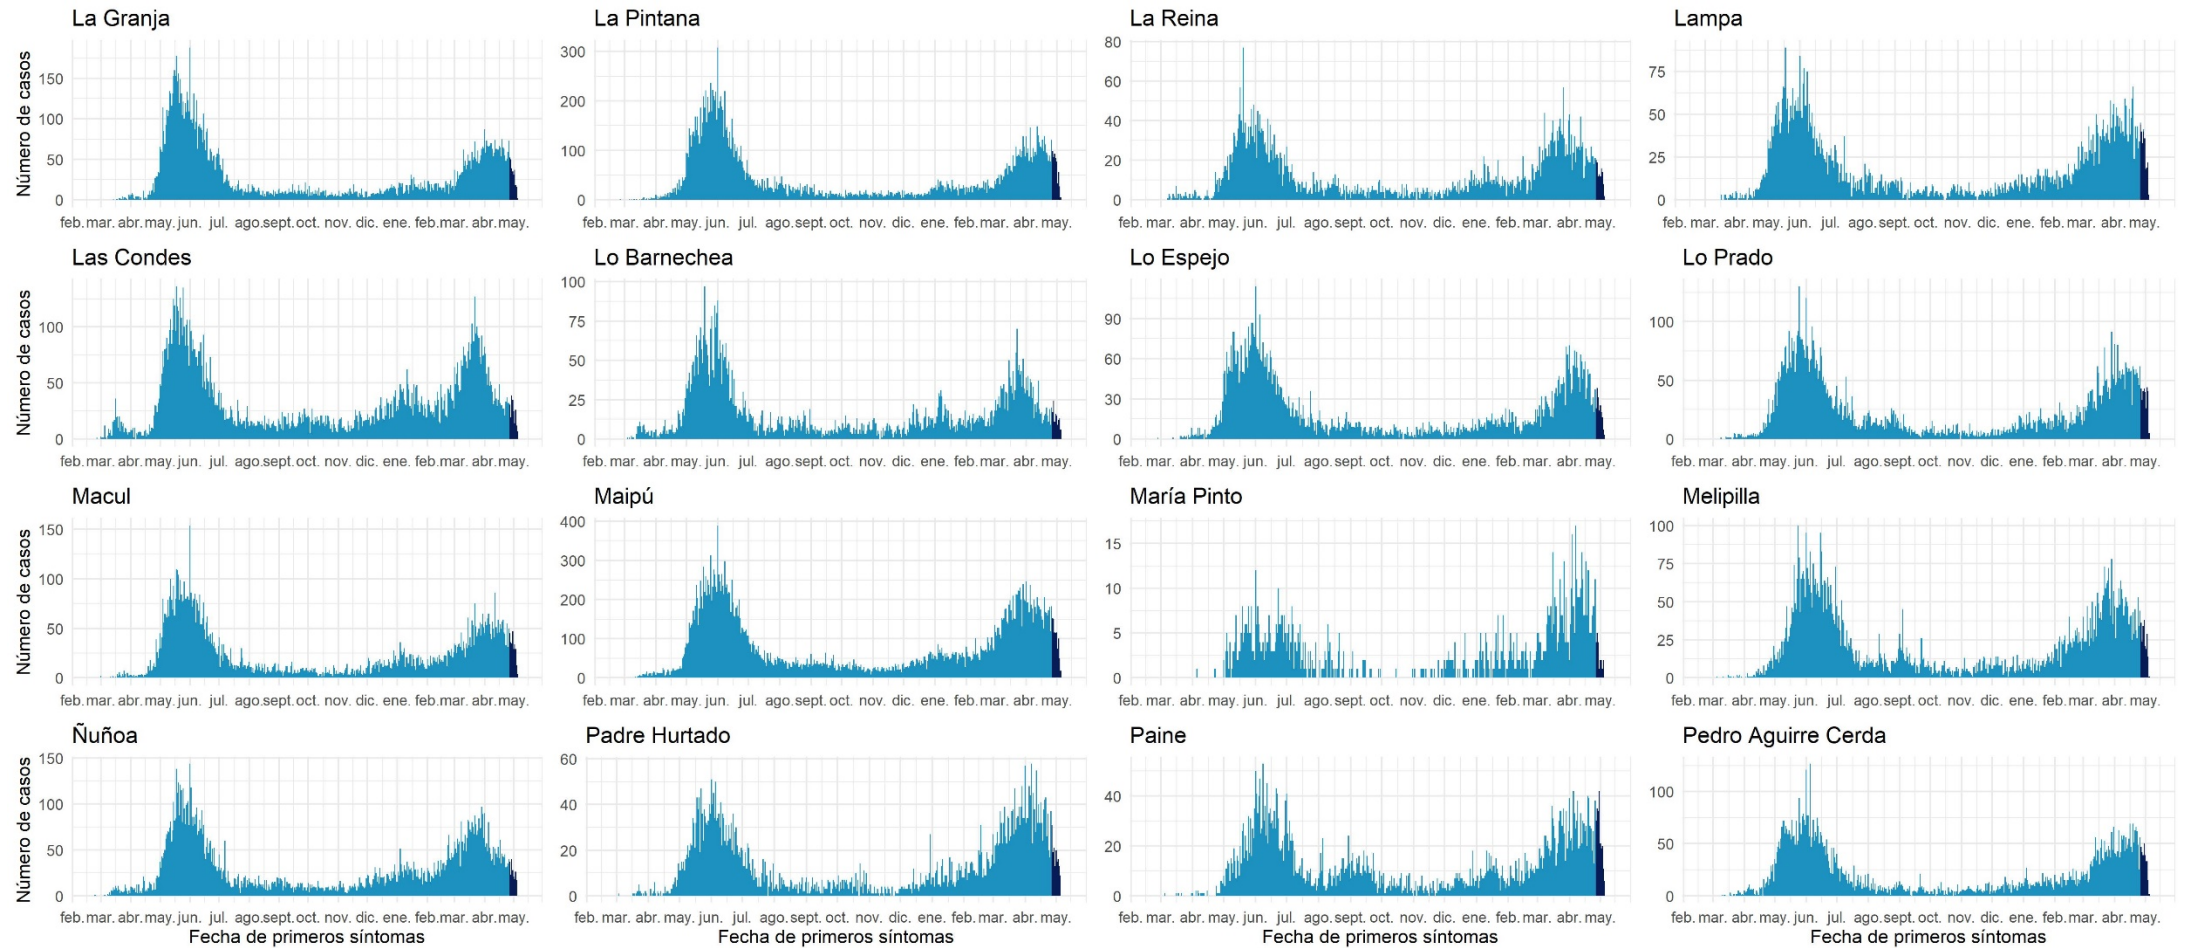 La Granja
La Pintana
La Reina
Lampa
Número de casos
150
100
50
0
300
200
100
0
80
60
40
20
0
75
50
25
0
feb. mar. abr. may. jun. jul. ago. sept. oct. nov. dic. ene. feb. mar. abr. may.
feb. mar. abr. may. jun. jul. ago. sept. oct. nov. dic. ene. feb. mar. abr. may.
feb. mar. abr. may. jun. jul. ago. sept. oct. nov. dic. ene. feb. mar. abr. may.
feb. mar. abr. may. jun. jul. ago. sept. oct. nov. dic. ene. feb. mar. abr. may.
Las Condes
Lo Barnechea
Lo Espejo
Lo Prado
Número de casos
100
50
0
100
75
50
25
0
90
60
30
0
100
50
0
feb. mar. abr. may. jun. jul. ago. sept. oct. nov. dic. ene. feb. mar. abr. may.
feb. mar. abr. may. jun. jul. ago. sept. oct. nov. dic. ene. feb. mar. abr. may.
feb. mar. abr. may. jun. jul. ago. sept. oct. nov. dic. ene. feb. mar. abr. may.
feb. mar. abr. may. jun. jul. ago. sept. oct. nov. dic. ene. feb. mar. abr. may.
Macul
Maipú
María Pinto
Melipilla
Número de casos
150
100
50
0
400
300
200
100
0
15
10
5
0
100
75
50
25
0
feb. mar. abr. may. jun. jul. ago. sept. oct. nov. dic. ene. feb. mar. abr. may.
feb. mar. abr. may. jun. jul. ago. sept. oct. nov. dic. ene. feb. mar. abr. may.
feb. mar. abr. may. jun. jul. ago. sept. oct. nov. dic. ene. feb. mar. abr. may.
feb. mar. abr. may. jun. jul. ago. sept. oct. nov. dic. ene. feb. mar. abr. may.
Ñuñoa
Padre Hurtado
Paine
Pedro Aguirre Cerda
Número de casos
150
100
50
0
60
40
20
0
40
20
0
100
50
0
feb. mar. abr. may. jun. jul. ago. sept. oct. nov. dic. ene. feb. mar. abr. may.
feb. mar. abr. may. jun. jul. ago. sept. oct. nov. dic. ene. feb. mar. abr. may.
feb. mar. abr. may. jun. jul. ago. sept. oct. nov. dic. ene. feb. mar. abr. may.
feb. mar. abr. may. jun. jul. ago. sept. oct. nov. dic. ene. feb. mar. abr. may.
Fecha de primeros síntomas
Fecha de primeros síntomas
Fecha de primeros síntomas
Fecha de primeros síntomas